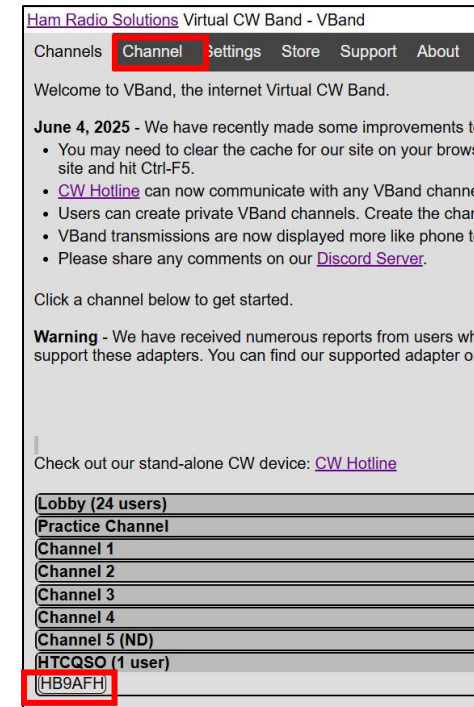 Ham Radio Solutions Virtual CW Band - VBand
Channels Channel Settings Store Support About
Welcome to VBand, the internet Virtual CW Band.
June 4, 2025 - We have recently made some improvements t
• You may need to clear the cache for our site on your brows
site and hit Ctrl-F5.
• CW Hotline can now communicate with any VBand channe
• Users can create private VBand channels. Create the chan
• VBand transmissions are now displayed more like phone t
• Please share any comments on our Discord Server.
Click a channel below to get started.
Warning - We have received numerous reports from users wh
support these adapters. You can find our supported adapter o
Check out our stand-alone CW device: CW Hotline
Lobby (24 users)
Practice Channel
Channel 1
Channel 2
Channel 3
Channel 4
Channel 5 (ND)
HTCQSO (1 user)
HB9AFH